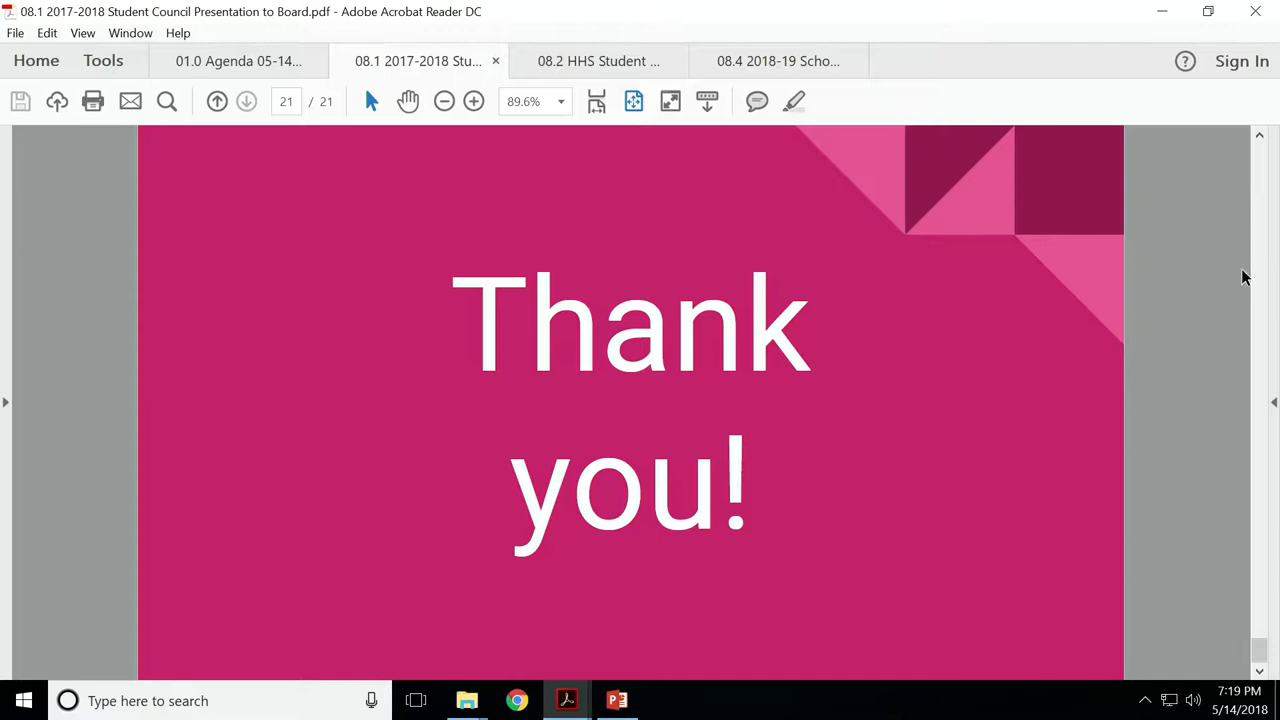 08.1 2017-2018 Student Council Presentation to Board.pdf - Adobe Acrobat Reader DC
File Edit View Window Help
Home Tools 01.0 Agenda 05-14... 08.1 2017-2018 Stu... × 08.2 HHS Student ... 08.4 2018-19 Scho... ? Sign In
21 / 21 89.6%
Thank
you!
Type here to search
7:19 PM
5/14/2018